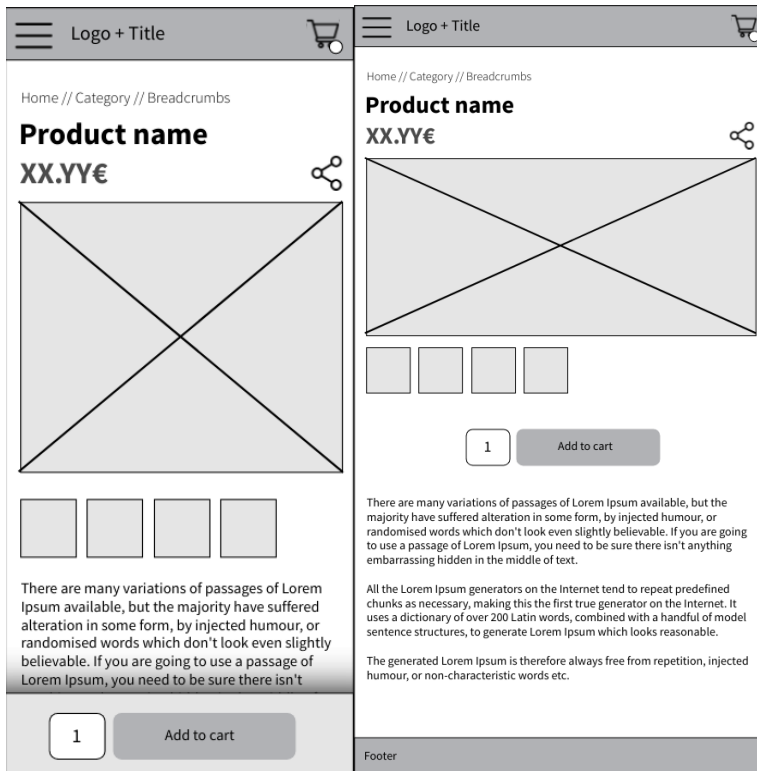 Logo + Title
Home // Category // Breadcrumbs
Product name
XX.YY€
There are many variations of passages of Lorem
Ipsum available, but the majority have suffered
alteration in some form, by injected humour, or
randomised words which don't look even slightly
believable. If you are going to use a passage of
Lorem Ipsum, you need to be sure there isn't
1
Add to cart
Logo + Title
Home // Category // Breadcrumbs
Product name
XX.YY€
1
Add to cart
There are many variations of passages of Lorem Ipsum available, but the
majority have suffered alteration in some form, by injected humour, or
randomised words which don't look even slightly believable. If you are going
to use a passage of Lorem Ipsum, you need to be sure there isn't anything
embarrassing hidden in the middle of text.
All the Lorem Ipsum generators on the Internet tend to repeat predefined
chunks as necessary, making this the first true generator on the Internet. It
uses a dictionary of over 200 Latin words, combined with a handful of model
sentence structures, to generate Lorem Ipsum which looks reasonable.
The generated Lorem Ipsum is therefore always free from repetition, injected
humour, or non-characteristic words etc.
Footer